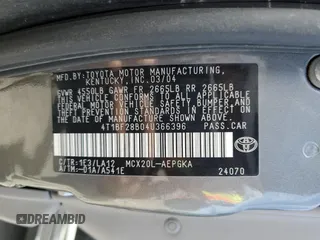 MFD. BY: TOYOTA MOTOR MANUFACTURING,
KENTUCKY, INC. 03/04
GVWR 4550LB GAWR FR 2665LB RR 2665LB
THIS VEHICLE CONFORMS TO ALL APPLICABLE
FEDERAL MOTOR VEHICLE SAFETY, BUMPER, AND
THEFT PREVENTION STANDARDS IN EFFECT ON
THE DATE OF MANUFACTURE SHOWN ABOVE.
4T1BF28B04U366396 PASS.CAR
C/TR:1E3/LA12 MCX20L-AEPGKA
A/TM:-01A/A541E 24070